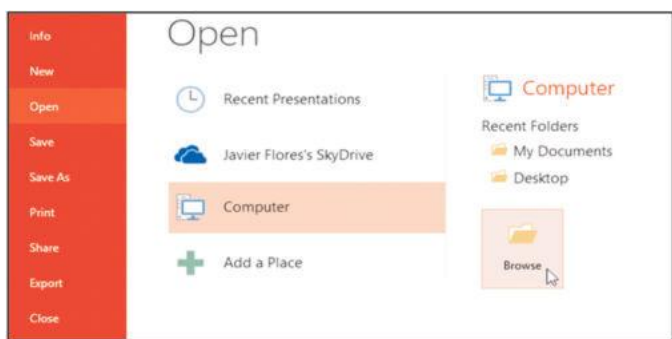 Info
New
Open
Save
Save As
Print
Share
Export
Close
Open
Recent Presentations
Javier Flores's SkyDrive
Computer
Add a Place
Computer
Recent Folders
My Documents
Desktop
Browse